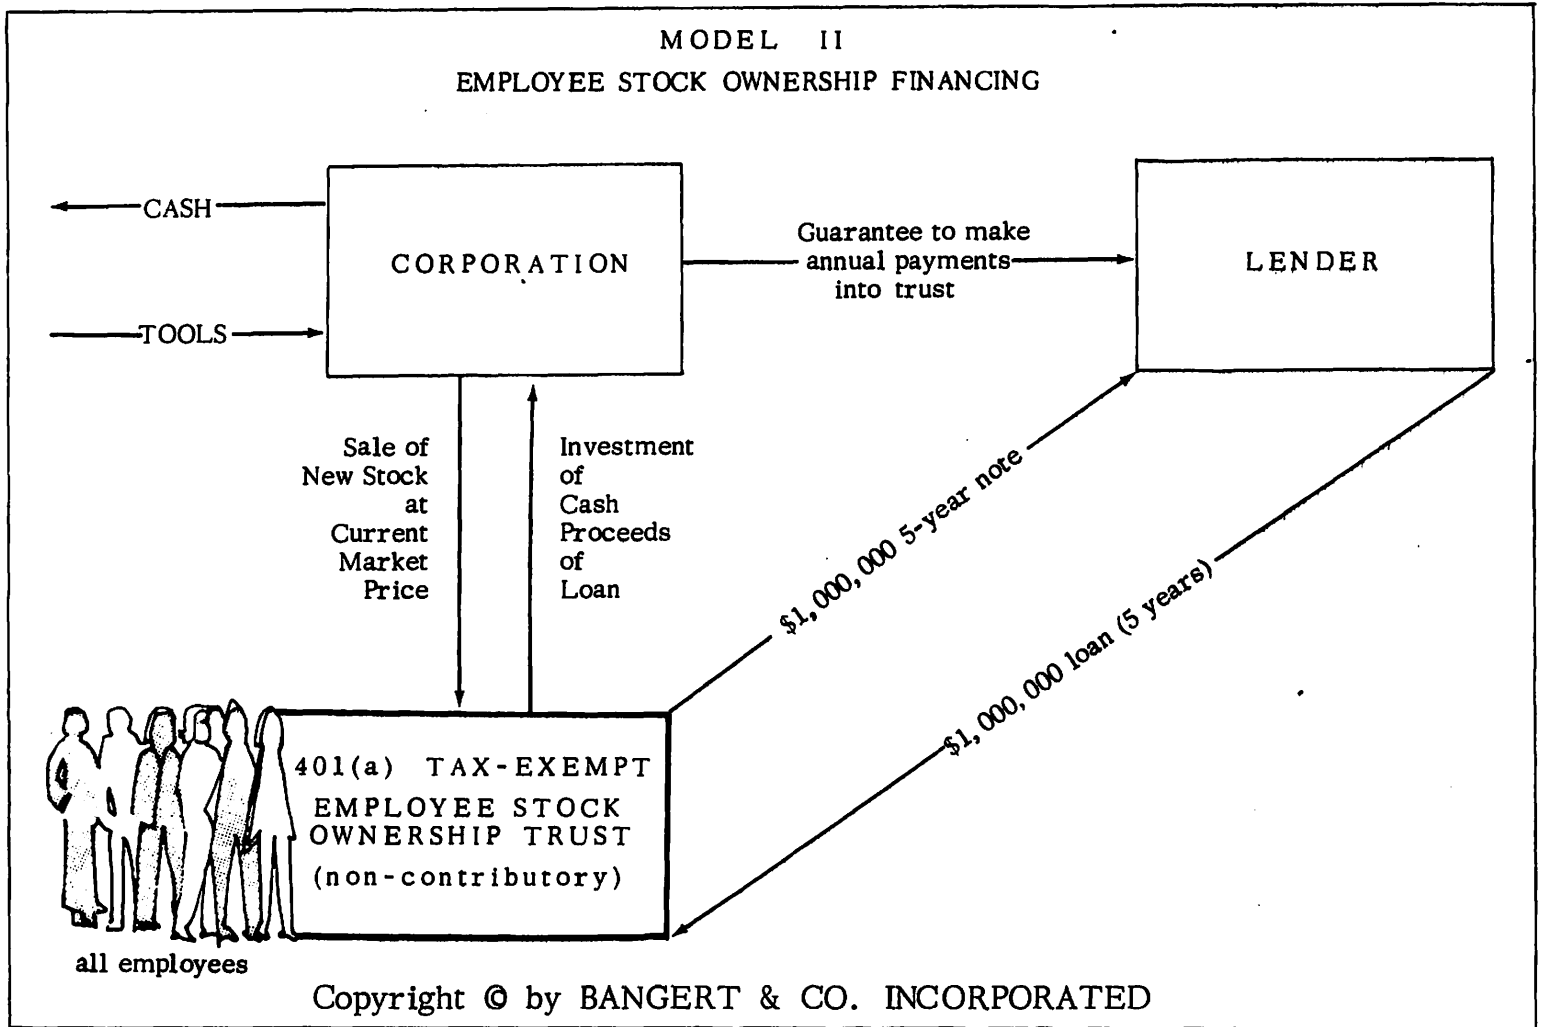 MODEL II
EMPLOYEE STOCK OWNERSHIP FINANCING
CASH
CORPORATION
TOOLS
Guarantee to make
annual payments
into trust
LENDER
Sale of
New Stock
at
Current
Market
Price
Investment
of
Cash
Proceeds
of
Loan
$1,000,000 5-year note
$1,000,000 loan (5 years)
401(a) TAX-EXEMPT
EMPLOYEE STOCK
OWNERSHIP TRUST
(non-contributory)
all employees
Copyright © by BANGERT & CO. INCORPORATED